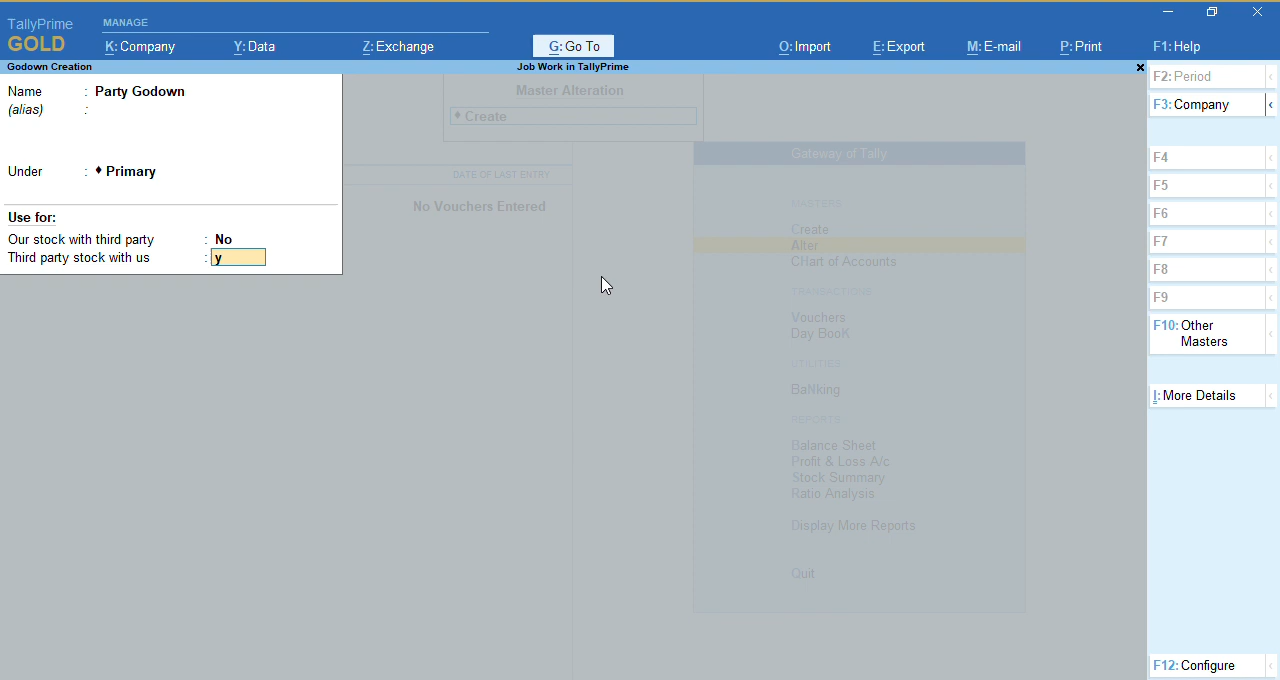 TallyPrime
GOLD
MANAGE
K: Company
Y: Data
Z: Exchange
G: Go To
O: Import
E: Export
M: E-mail
P: Print
F1: Help
Godown Creation
Job Work in TallyPrime
Name : Party Godown
(alias) :
Under : ♦ Primary
Use for:
Our stock with third party : No
Third party stock with us : y
Master Alteration
♦ Create
DATE OF LAST ENTRY
No Vouchers Entered
Gateway of Tally
MASTERS
Create
Alter
CHart of Accounts
TRANSACTIONS
Vouchers
Day BooK
UTILITIES
BaNking
REPORTS
Balance Sheet
Profit & Loss A/c
Stock Summary
Ratio Analysis
Display More Reports
Quit
F2: Period
F3: Company
F4
F5
F6
F7
F8
F9
F10: Other
Masters
I: More Details
F12: Configure